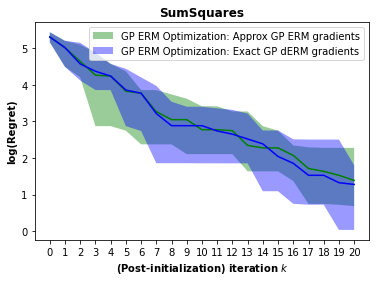 SumSquares
GP ERM Optimization: Approx GP ERM gradients
GP ERM Optimization: Exact GP dERM gradients
log(Regret)
5
4
3
2
1
0
0 1 2 3 4 5 6 7 8 9 10 11 12 13 14 15 16 17 18 19 20
(Post-initialization) iteration k